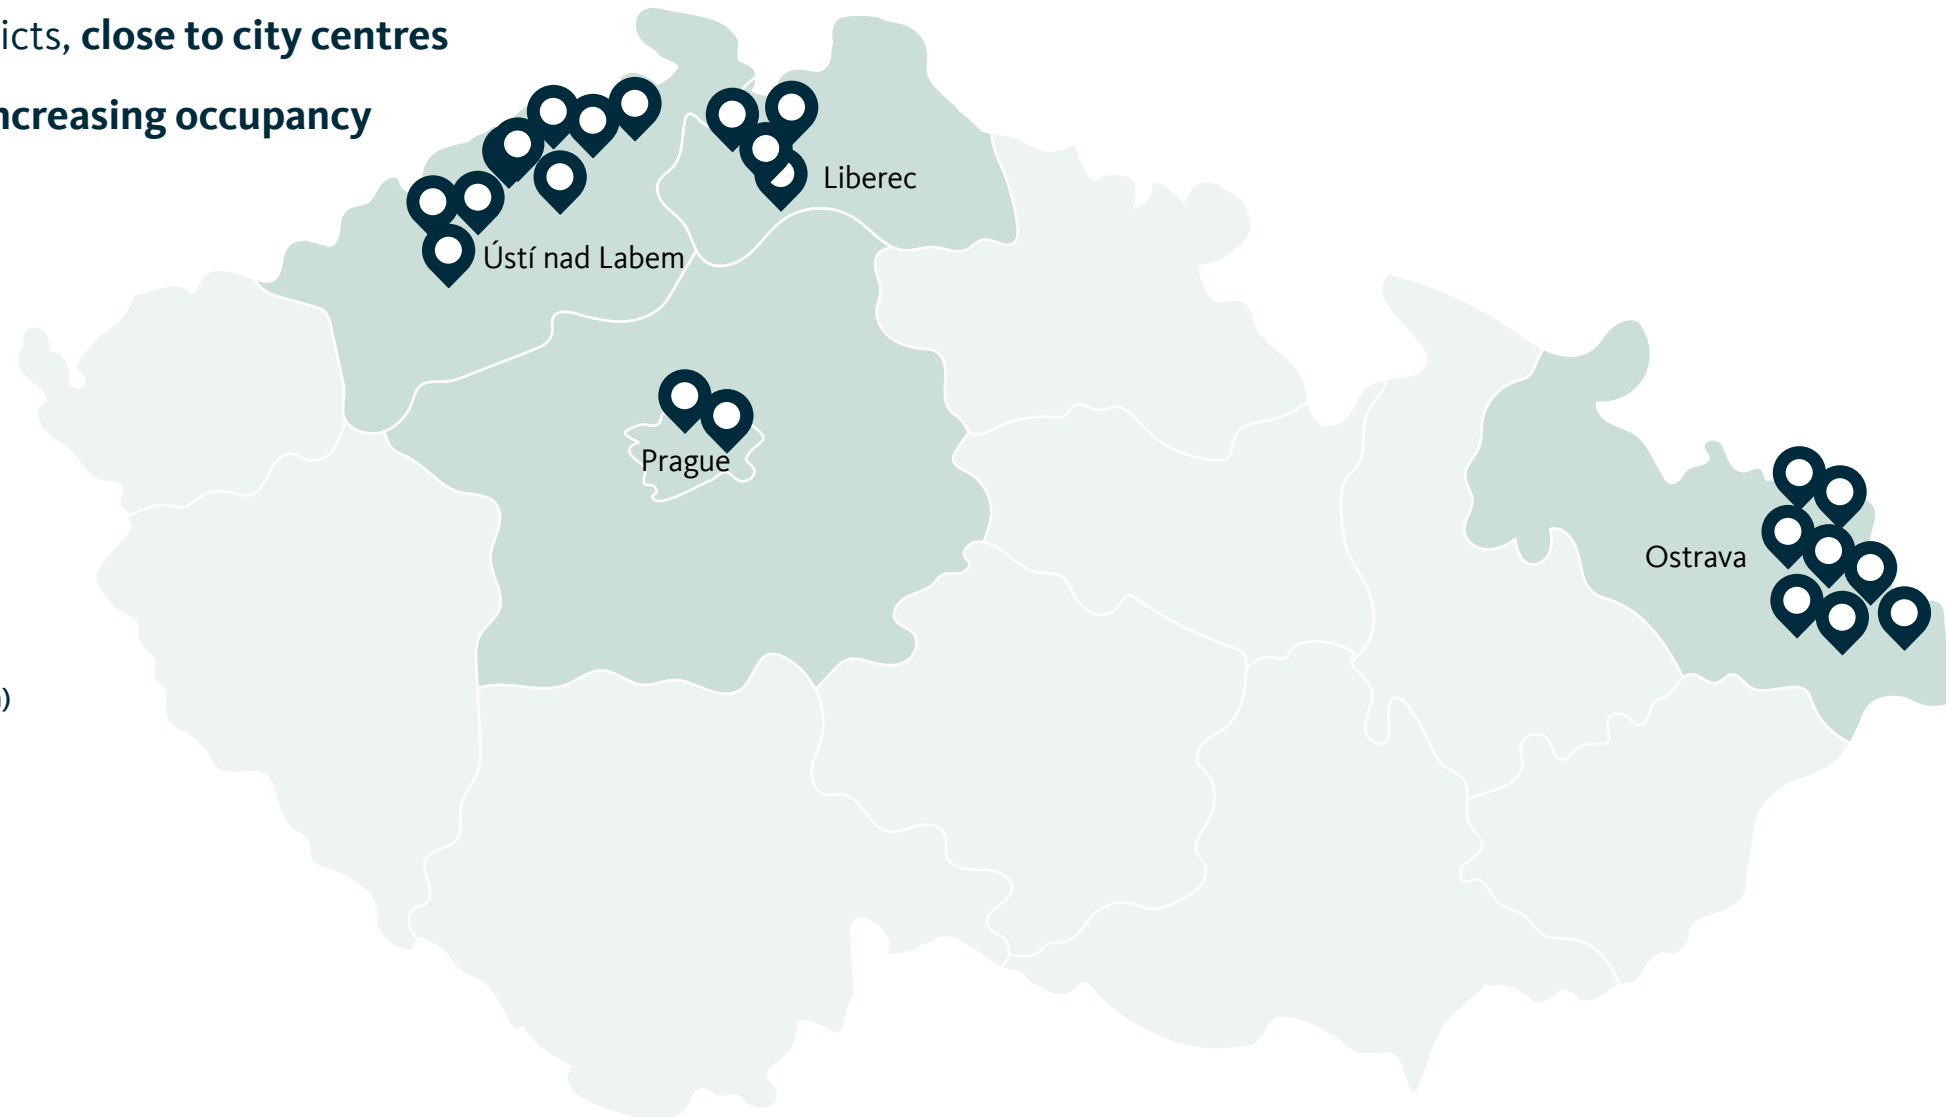 icts, close to city centres
ncreasing occupancy
Liberec
Ústí nad Labem
Prague
Ostrava
)